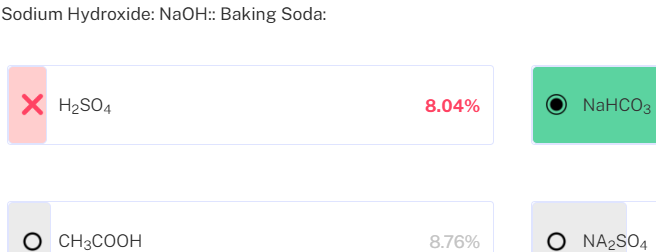 Sodium Hydroxide: NaOH:: Baking Soda:
H₂SO₄ 8.04% NaHCO₃
CH₃COOH 8.76% NA₂SO₄